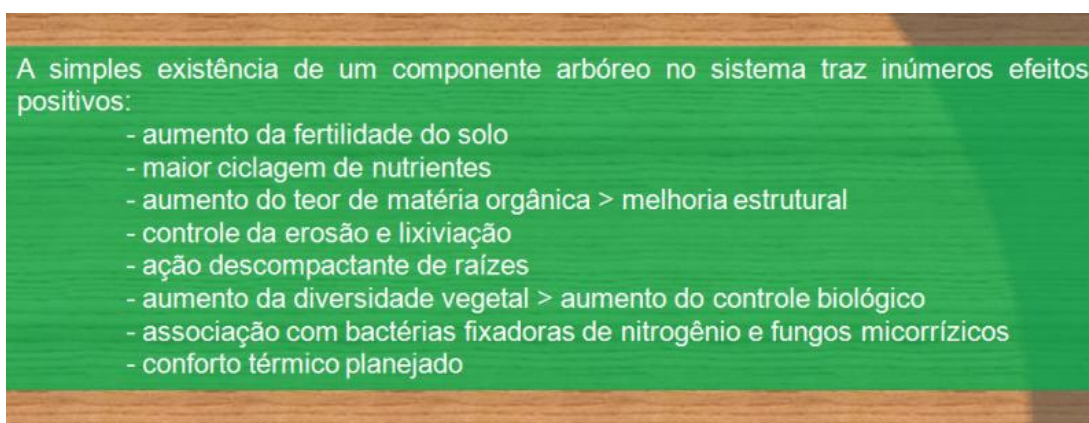 A simples existência de um componente arbóreo no sistema traz inúmeros efeitos
positivos:
- aumento da fertilidade do solo
- maior ciclagem de nutrientes
- aumento do teor de matéria orgânica > melhoria estrutural
- controle da erosão e lixiviação
- ação descompactante de raízes
- aumento da diversidade vegetal > aumento do controle biológico
- associação com bactérias fixadoras de nitrogênio e fungos micorrízicos
- conforto térmico planejado